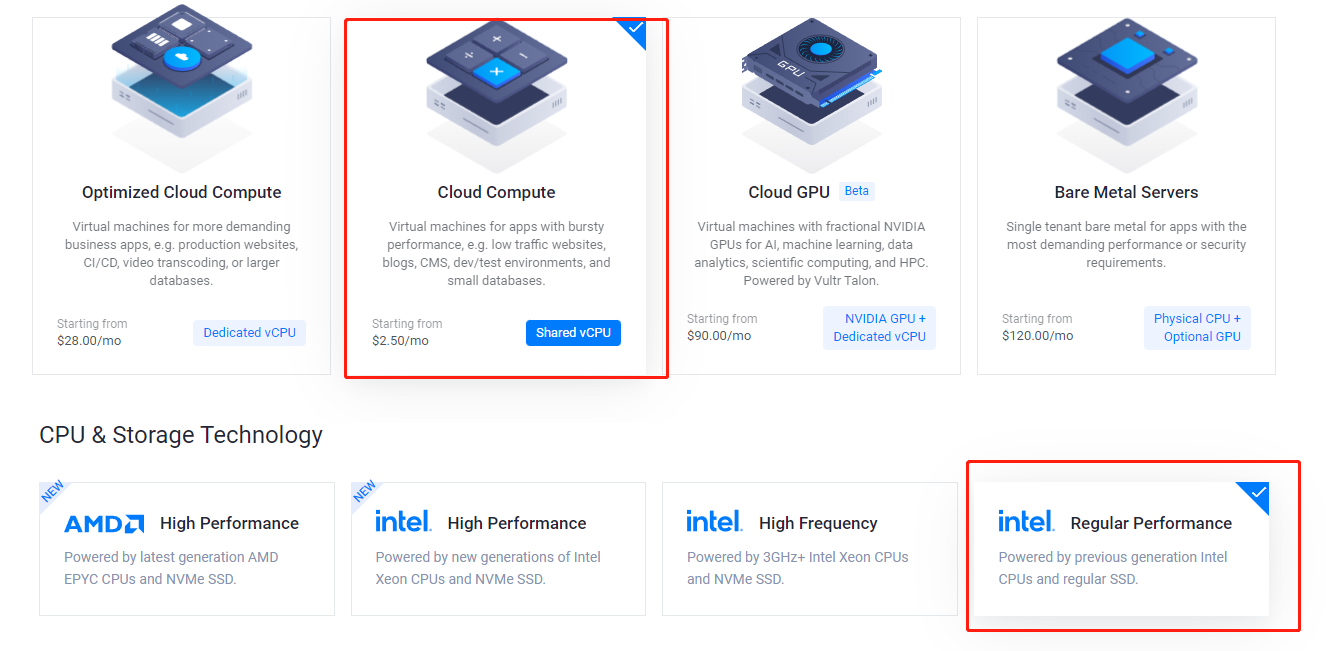 GPU
Optimized Cloud Compute
Virtual machines for more demanding
business apps, e.g. production websites,
CI/CD, video transcoding, or larger
databases.
Starting from
$28.00/mo
Dedicated vCPU
Cloud Compute
Virtual machines for apps with bursty
performance, e.g. low traffic websites,
blogs, CMS, dev/test environments, and
small databases.
Starting from
$2.50/mo
Shared vCPU
Cloud GPU Beta
Virtual machines with fractional NVIDIA
GPUs for AI, machine learning, data
analytics, scientific computing, and HPC.
Powered by Vultr Talon.
Starting from
$90.00/mo
NVIDIA GPU +
Dedicated vCPU
Bare Metal Servers
Single tenant bare metal for apps with the
most demanding performance or security
requirements.
Starting from
$120.00/mo
Physical CPU +
Optional GPU
CPU & Storage Technology
NEW
AMD High Performance
Powered by latest generation AMD
EPYC CPUs and NVMe SSD.
NEW
intel. High Performance
Powered by new generations of Intel
Xeon CPUs and NVMe SSD.
intel. High Frequency
Powered by 3GHz+ Intel Xeon CPUs
and NVMe SSD.
intel. Regular Performance
Powered by previous generation Intel
CPUs and regular SSD.